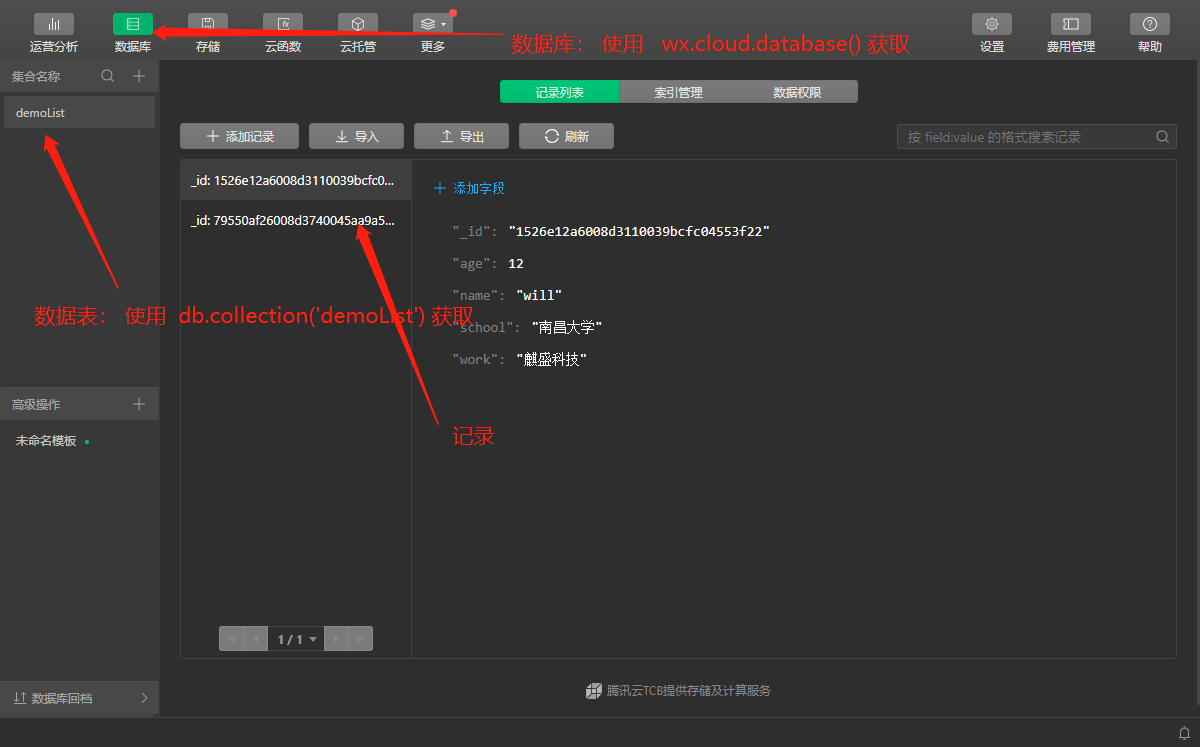 运营分析 数据库 存储 云函数 云托管 更多 设置 费用管理 帮助
数据库： 使用 wx.cloud.database() 获取
集合名称
demoList
记录列表 索引管理 数据权限
添加记录 导入 导出 刷新 按 field:value 的格式搜索记录
_id: 1526e12a6008d3110039bcfc0...
_id: 79550af26008d3740045aa9a5...
添加字段
"_id": "1526e12a6008d3110039bcfc04553f22"
"age": 12
"name": "will"
"school": "南昌大学"
"work": "麒盛科技"
数据表： 使用 db.collection('demoList') 获取
记录
高级操作
未命名模板
1 / 1
数据库回档
腾讯云TCB提供存储及计算服务